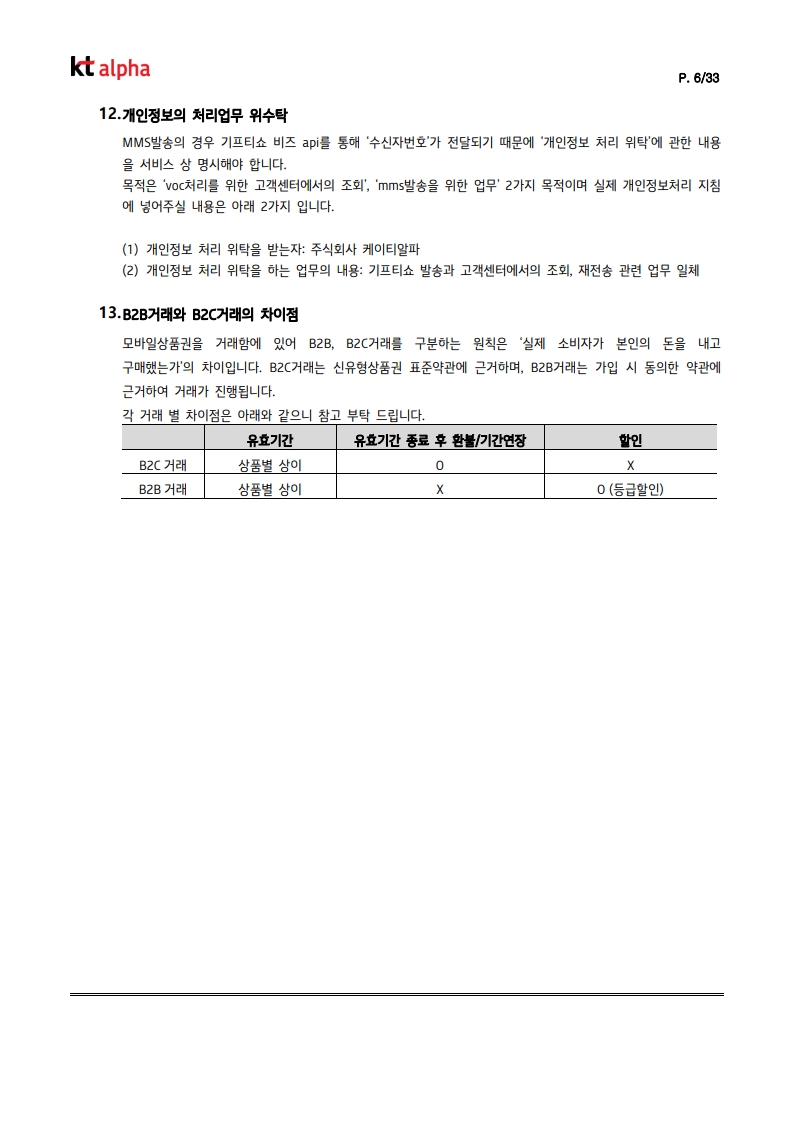 kt alpha
P. 6/33
12.개인정보의 처리업무 위수탁
MMS발송의 경우 기프티쇼 비즈 api를 통해 ‘수신자번호’가 전달되기 때문에 ‘개인정보 처리 위탁’에 관한 내용
을 서비스 상 명시해야 합니다.
목적은 ‘voc처리를 위한 고객센터에서의 조회’, ‘mms발송을 위한 업무’ 2가지 목적이며 실제 개인정보처리 지침
에 넣어주실 내용은 아래 2가지 입니다.
(1) 개인정보 처리 위탁을 받는자: 주식회사 케이티알파
(2) 개인정보 처리 위탁을 하는 업무의 내용: 기프티쇼 발송과 고객센터에서의 조회, 재전송 관련 업무 일체
13.B2B거래와 B2C거래의 차이점
모바일상품권을 거래함에 있어 B2B, B2C거래를 구분하는 원칙은 ‘실제 소비자가 본인의 돈을 내고
구매했는가’의 차이입니다. B2C거래는 신유형상품권 표준약관에 근거하며, B2B거래는 가입 시 동의한 약관에
근거하여 거래가 진행됩니다.
각 거래 별 차이점은 아래와 같으니 참고 부탁 드립니다.
유효기간 유효기간 종료 후 환불/기간연장 할인
B2C 거래 상품별 상이 O X
B2B 거래 상품별 상이 X O (등급할인)